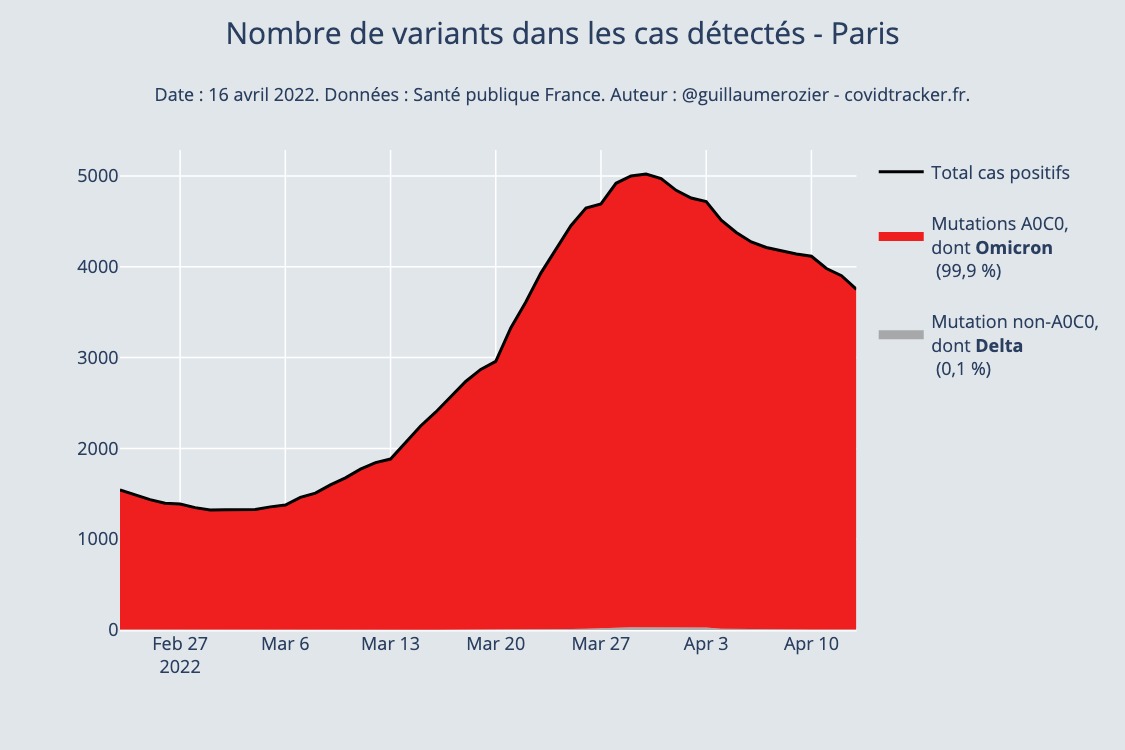 Nombre de variants dans les cas détectés - Paris
Date : 16 avril 2022. Données : Santé publique France. Auteur : @guillaumerozier - covidtracker.fr.
5000
4000
3000
2000
1000
0
Feb 27
2022
Mar 6
Mar 13
Mar 20
Mar 27
Apr 3
Apr 10
Total cas positifs
Mutations A0C0,
dont Omicron
(99,9 %)
Mutation non-A0C0,
dont Delta
(0,1 %)